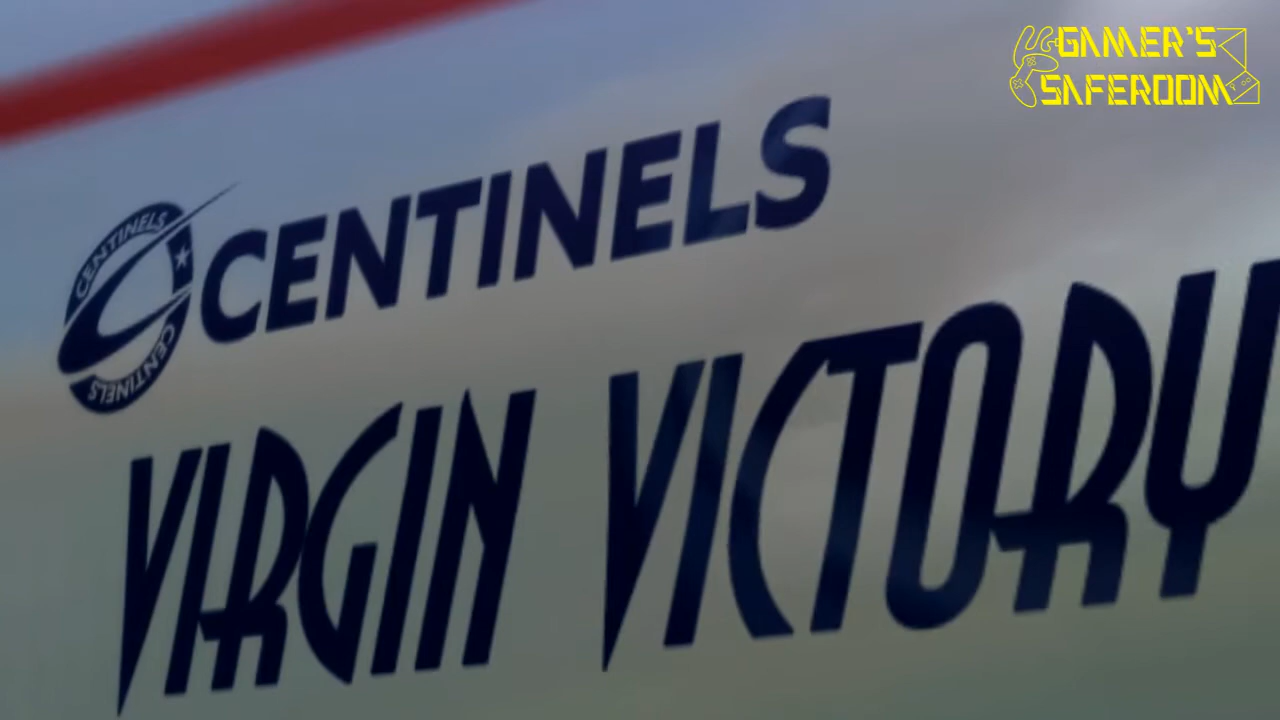 GAMER'S
SAFEROOM
CENTINELS
CENTINELS
CENTINELS
VIRGIN VICTORY